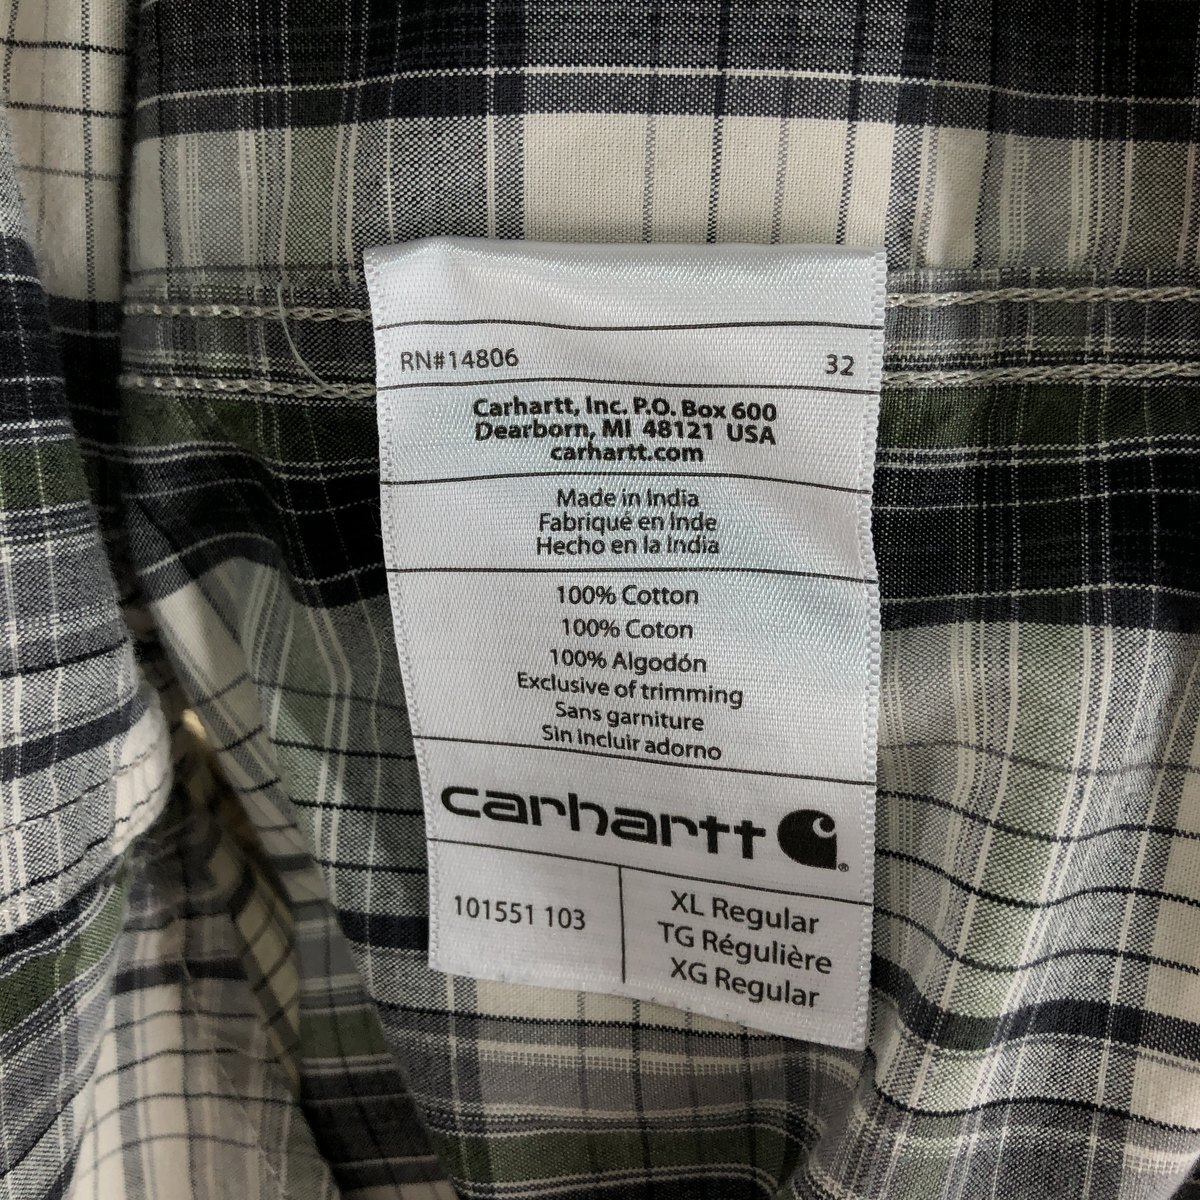 RN#14806 32
Carhartt, Inc. P.O. Box 600
Dearborn, MI 48121 USA
carhartt.com
Made in India
Fabriqué en Inde
Hecho en la India
100% Cotton
100% Coton
100% Algodón
Exclusive of trimming
Sans garniture
Sin incluir adorno
carhartt ®
101551 103
XL Regular
TG Régulière
XG Regular